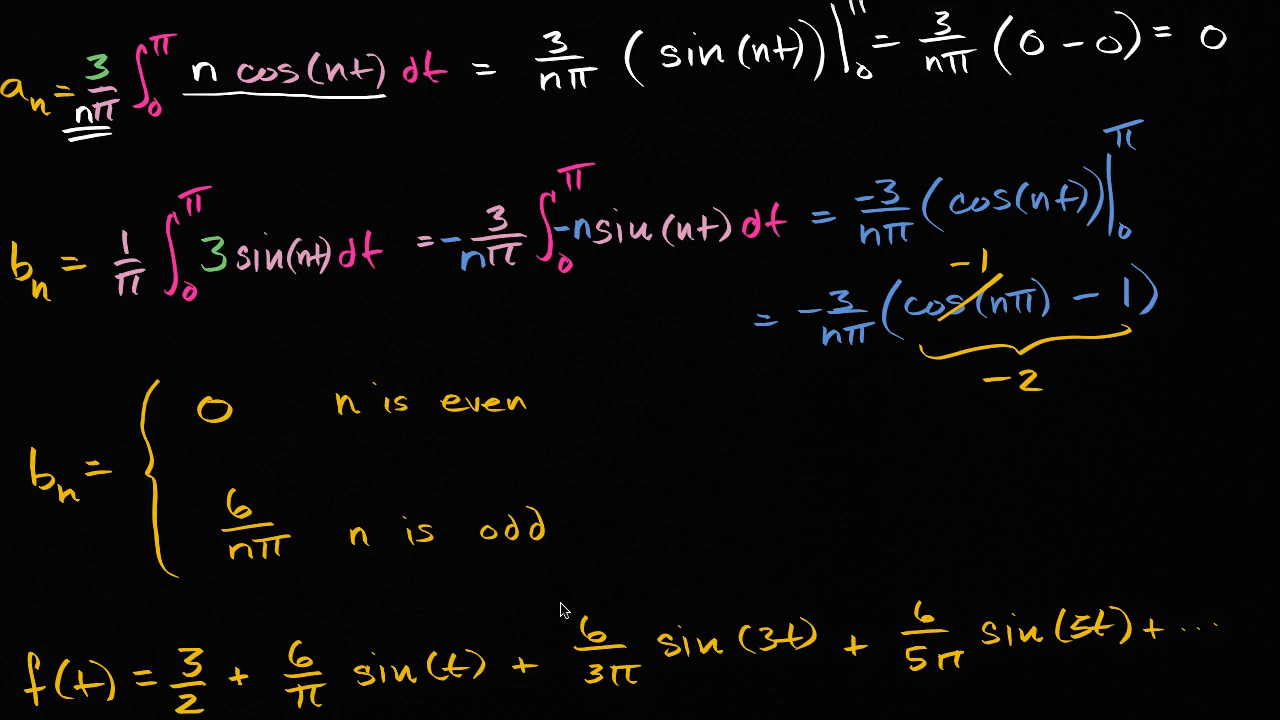 aₙ = 3/nπ ∫₀^π n cos(nt) dt = 3/nπ (sin(nt))|₀^π = 3/nπ (0 - 0) = 0
bₙ = 1/π ∫₀^π 3 sin(nt) dt = - 3/nπ ∫₀^π -n sin(nt) dt = -3/nπ (cos(nt))|₀^π
-1
= -3/nπ (cos(nπ) - 1)
-2
bₙ = { 0 n is even
6/nπ n is odd
f(t) = 3/2 + 6/π sin(t) + 6/3π sin(3t) + 6/5π sin(5t) + ...